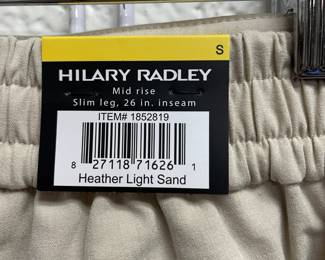 S
HILARY RADLEY
Mid rise
Slim leg, 26 in. inseam
ITEM# 1852819
8 27118 71626 1
Heather Light Sand